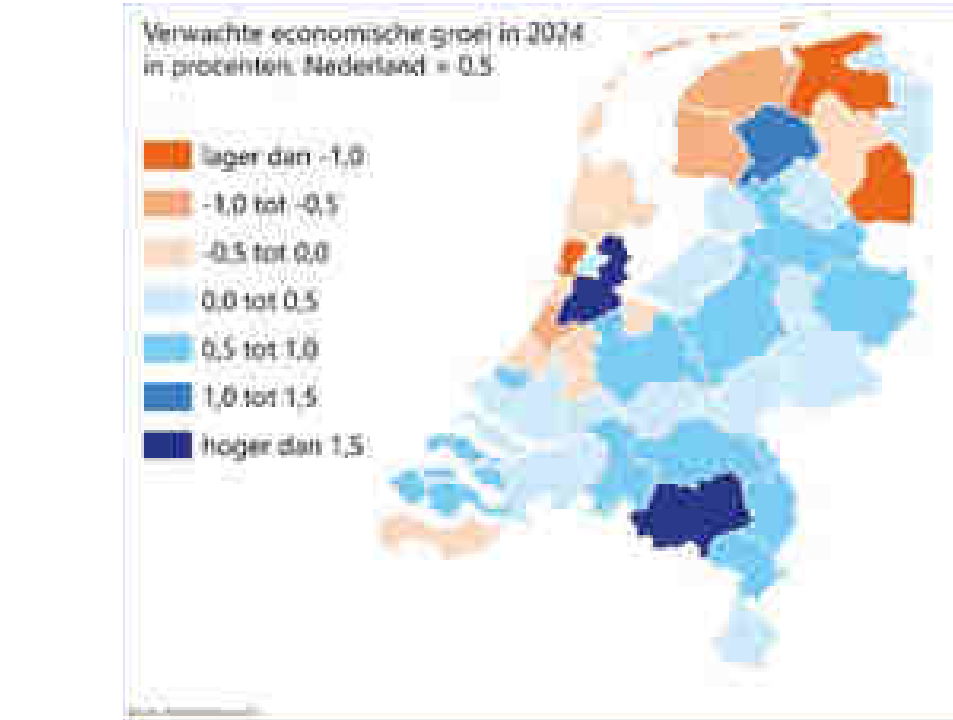 Verwachte economische groei in 2024
in procenten. Nederland = 0,5
lager dan -1,0
-1,0 tot -0,5
-0,5 tot 0,0
0,0 tot 0,5
0,5 tot 1,0
1,0 tot 1,5
hoger dan 1,5